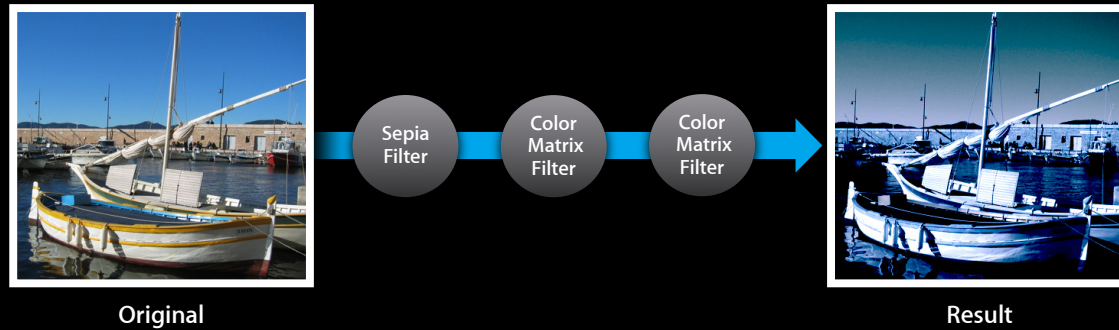 Sepia
Filter
Color
Matrix
Filter
Color
Matrix
Filter
Original
Result